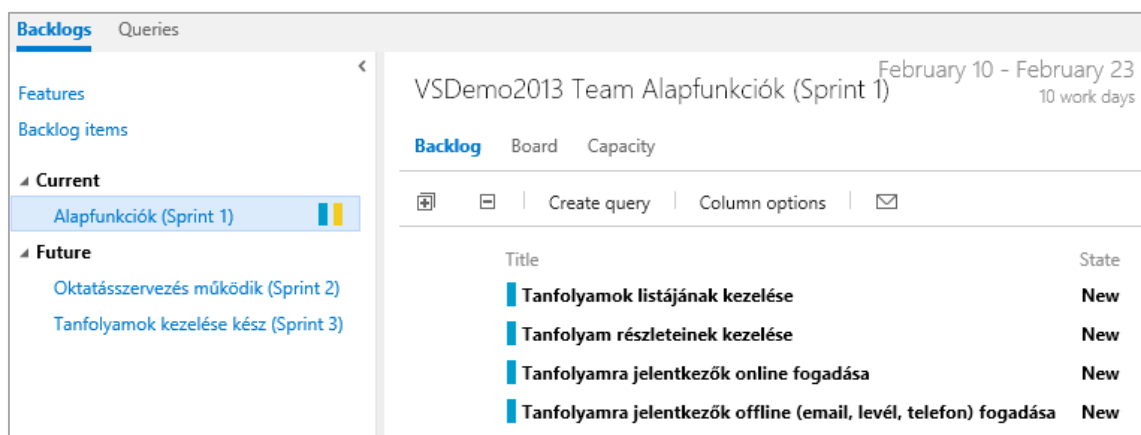 Backlogs Queries
Features
Backlog items
Current
Alapfunkciók (Sprint 1)
Future
Oktatásszervezés működik (Sprint 2)
Tanfolyamok kezelése kész (Sprint 3)
VSDemo2013 Team Alapfunkciók (Sprint 1)
February 10 - February 23
10 work days
Backlog Board Capacity
Create query Column options
Title State
Tanfolyamok listájának kezelése New
Tanfolyam részleteinek kezelése New
Tanfolyamra jelentkezők online fogadása New
Tanfolyamra jelentkezők offline (email, levél, telefon) fogadása New